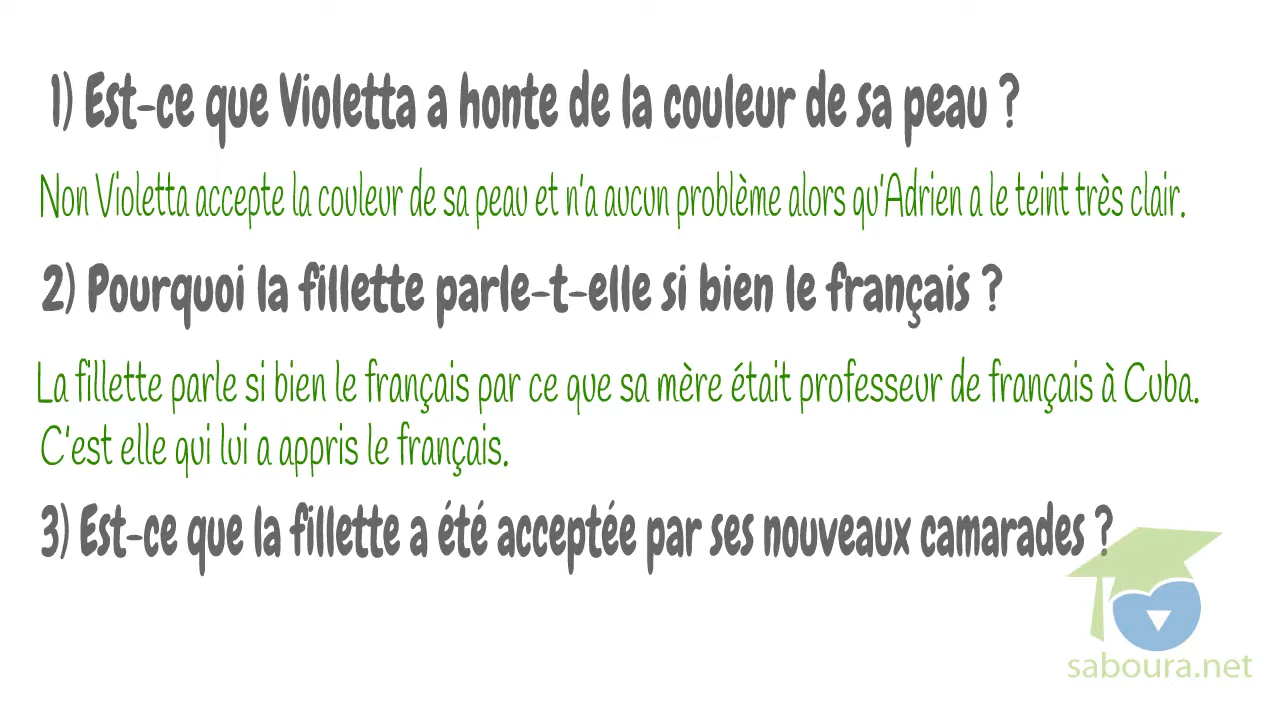 1) Est-ce que Violetta a honte de la couleur de sa peau ?
Non Violetta accepte la couleur de sa peau et n'a aucun problème alors qu'Adrien a le teint très clair.
2) Pourquoi la fillette parle-t-elle si bien le français ?
La fillette parle si bien le français par ce que sa mère était professeur de français à Cuba.
C'est elle qui lui a appris le français.
3) Est-ce que la fillette a été acceptée par ses nouveaux camarades ?
saboura.net